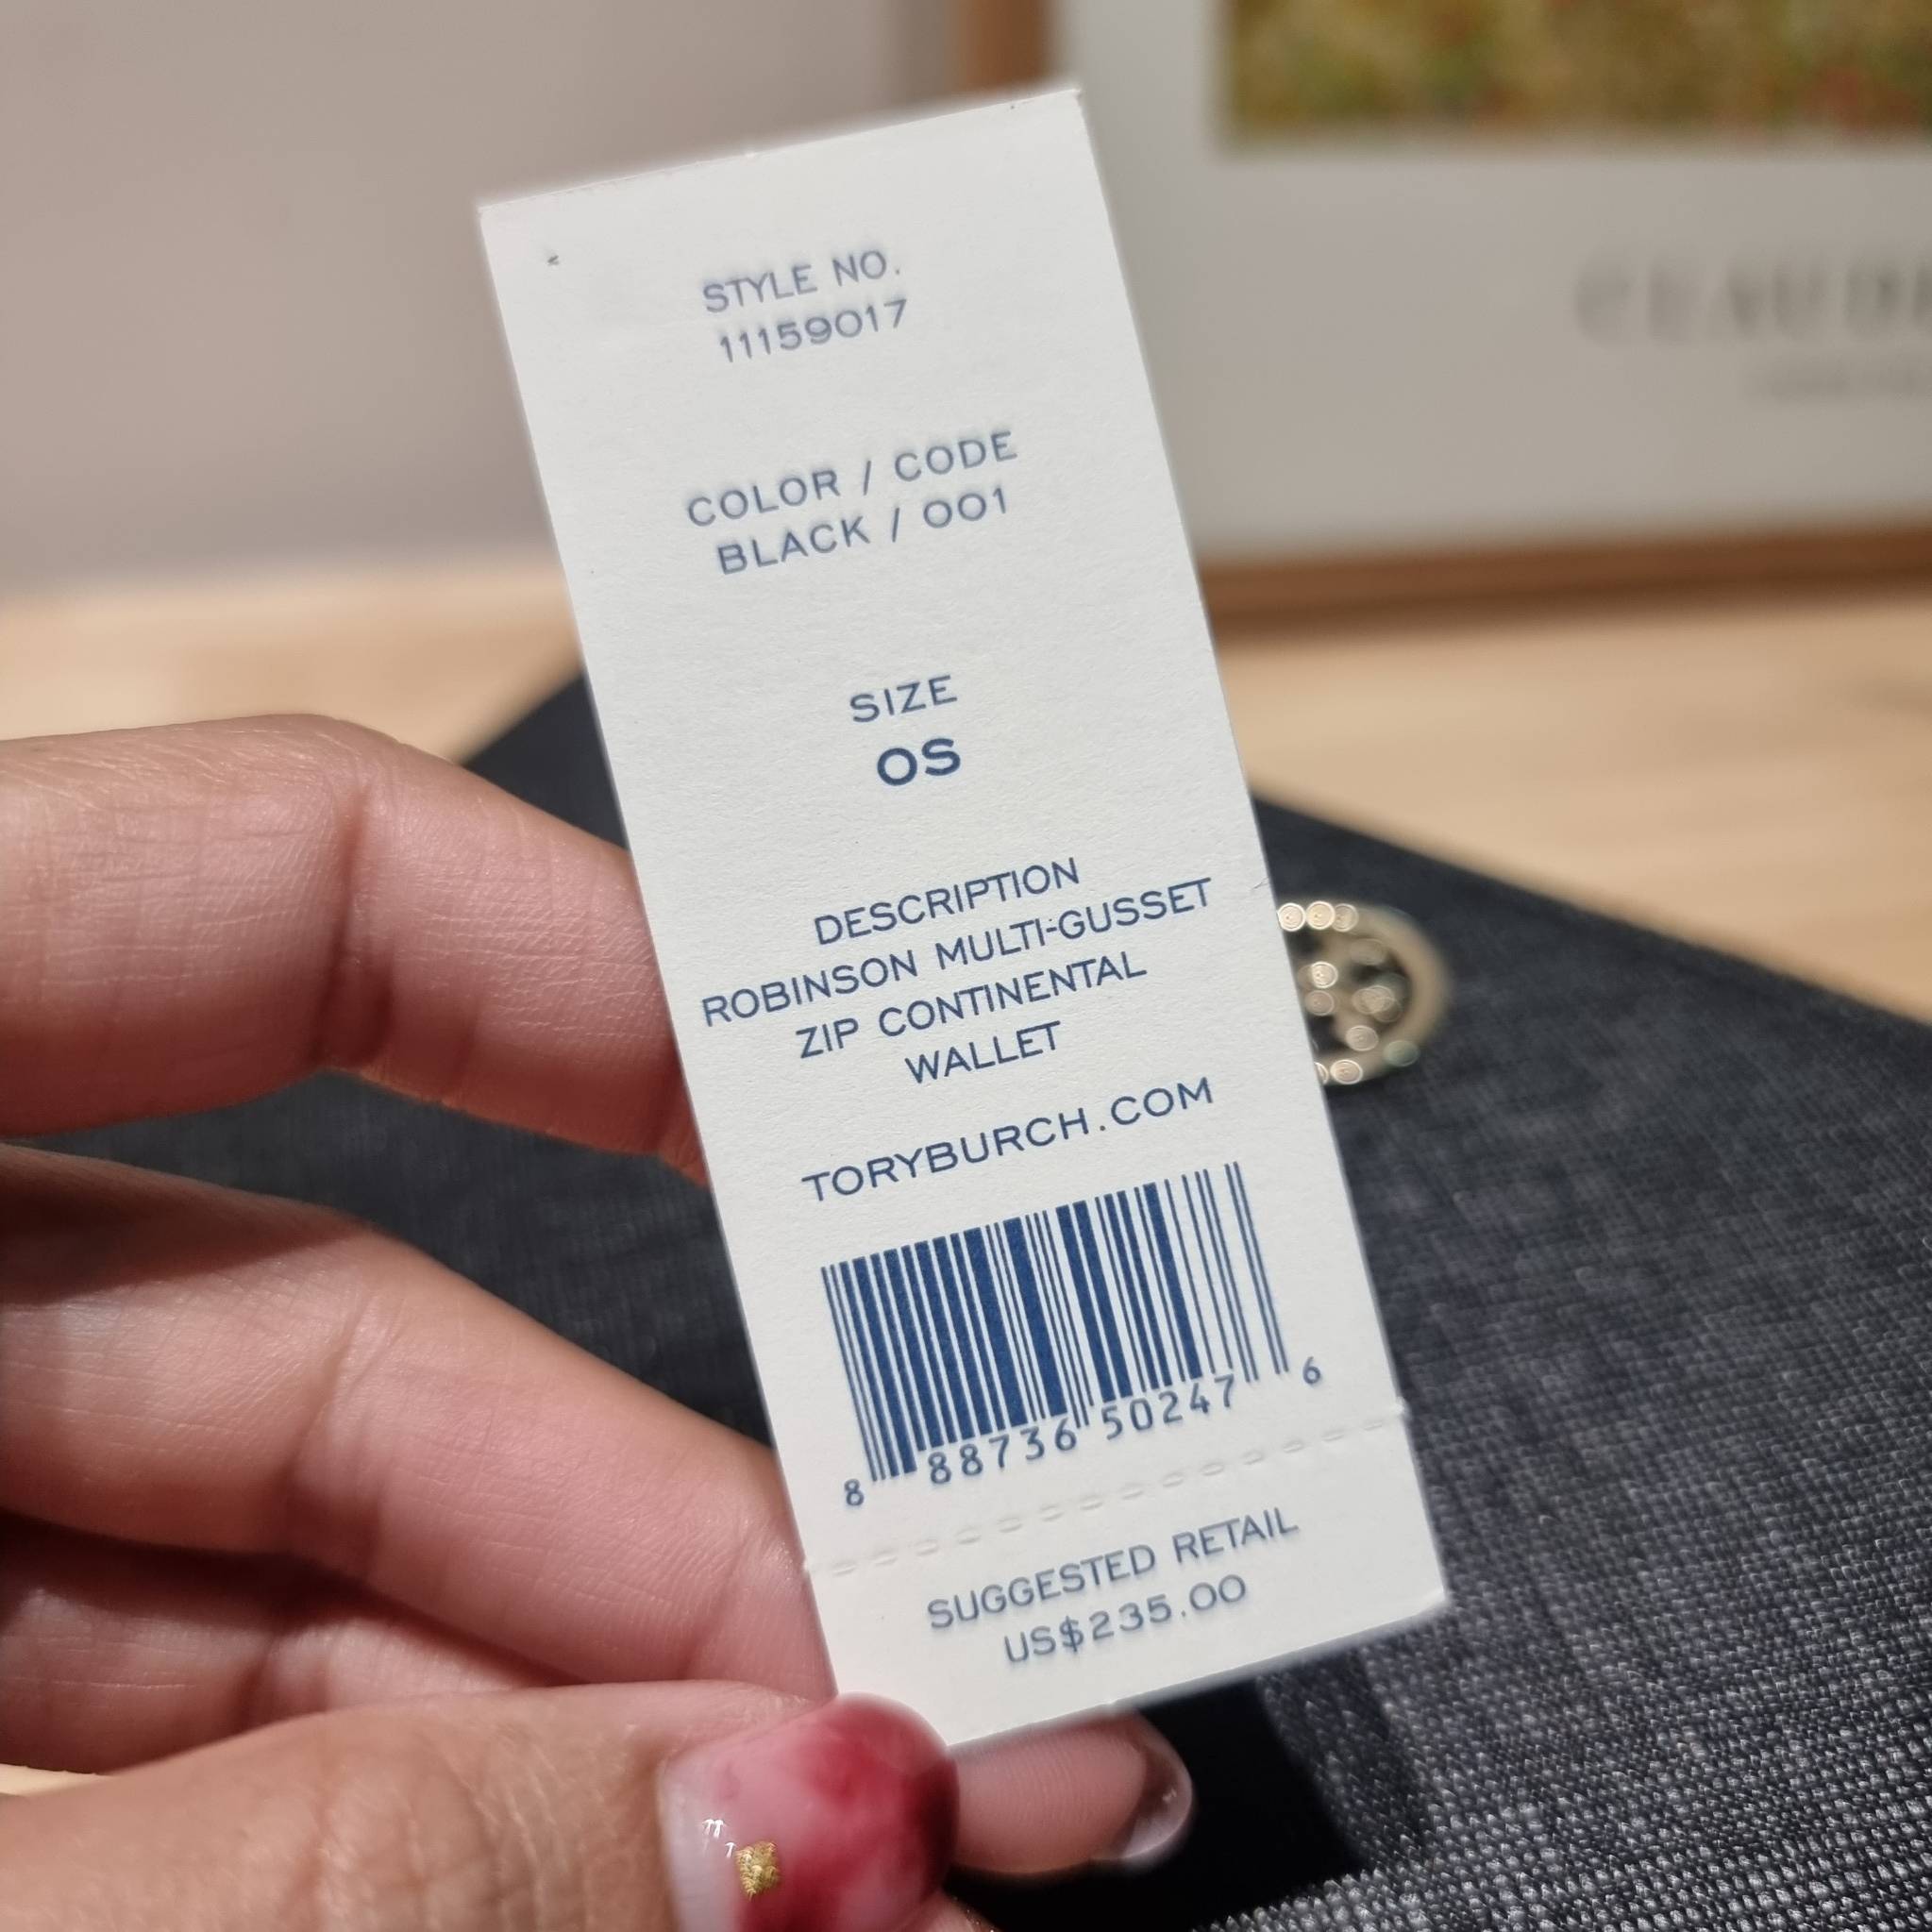 STYLE NO.
11159017
COLOR / CODE
BLACK / 001
SIZE
OS
DESCRIPTION
ROBINSON MULTI-GUSSET
ZIP CONTINENTAL
WALLET
TORYBURCH.COM
8 88736 50247 6
SUGGESTED RETAIL
US$235.00
CLAUDE